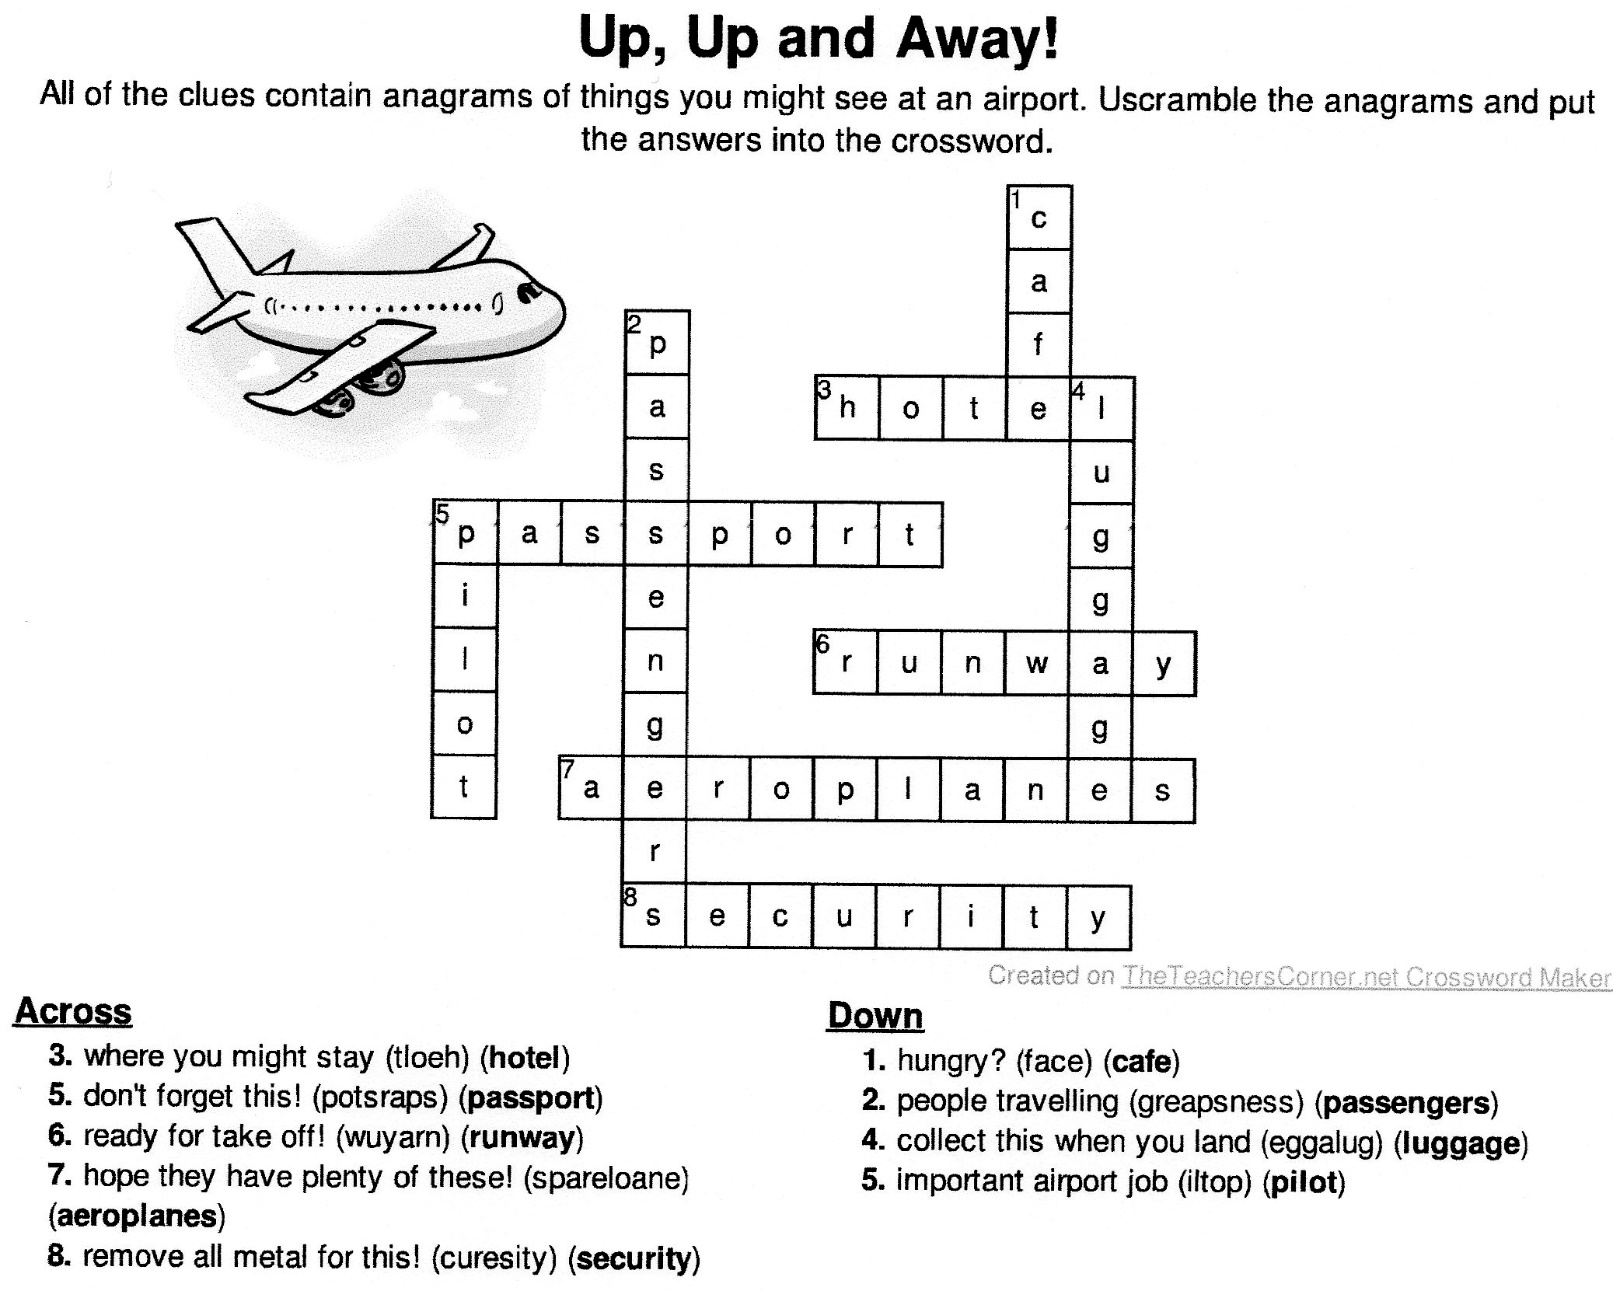 Up, Up and Away!
All of the clues contain anagrams of things you might see at an airport. Uscramble the anagrams and put
the answers into the crossword.
1
c
a
2
p
f
a
3
h o t e
4
l
s
u
5
p a s s p o r t
g
i
e
g
l
n
6
r u n w a y
o
g
g
t
7
a e r o p l a n e s
r
8
s e c u r i t y
Created on TheTeachersCorner.net Crossword Maker
Across
3. where you might stay (tloeh) (hotel)
5. don't forget this! (potsraps) (passport)
6. ready for take off! (wuyarn) (runway)
7. hope they have plenty of these! (spareloane)
(aeroplanes)
8. remove all metal for this! (curesity) (security)
Down
1. hungry? (face) (cafe)
2. people travelling (greapsness) (passengers)
4. collect this when you land (eggalug) (luggage)
5. important airport job (iltop) (pilot)